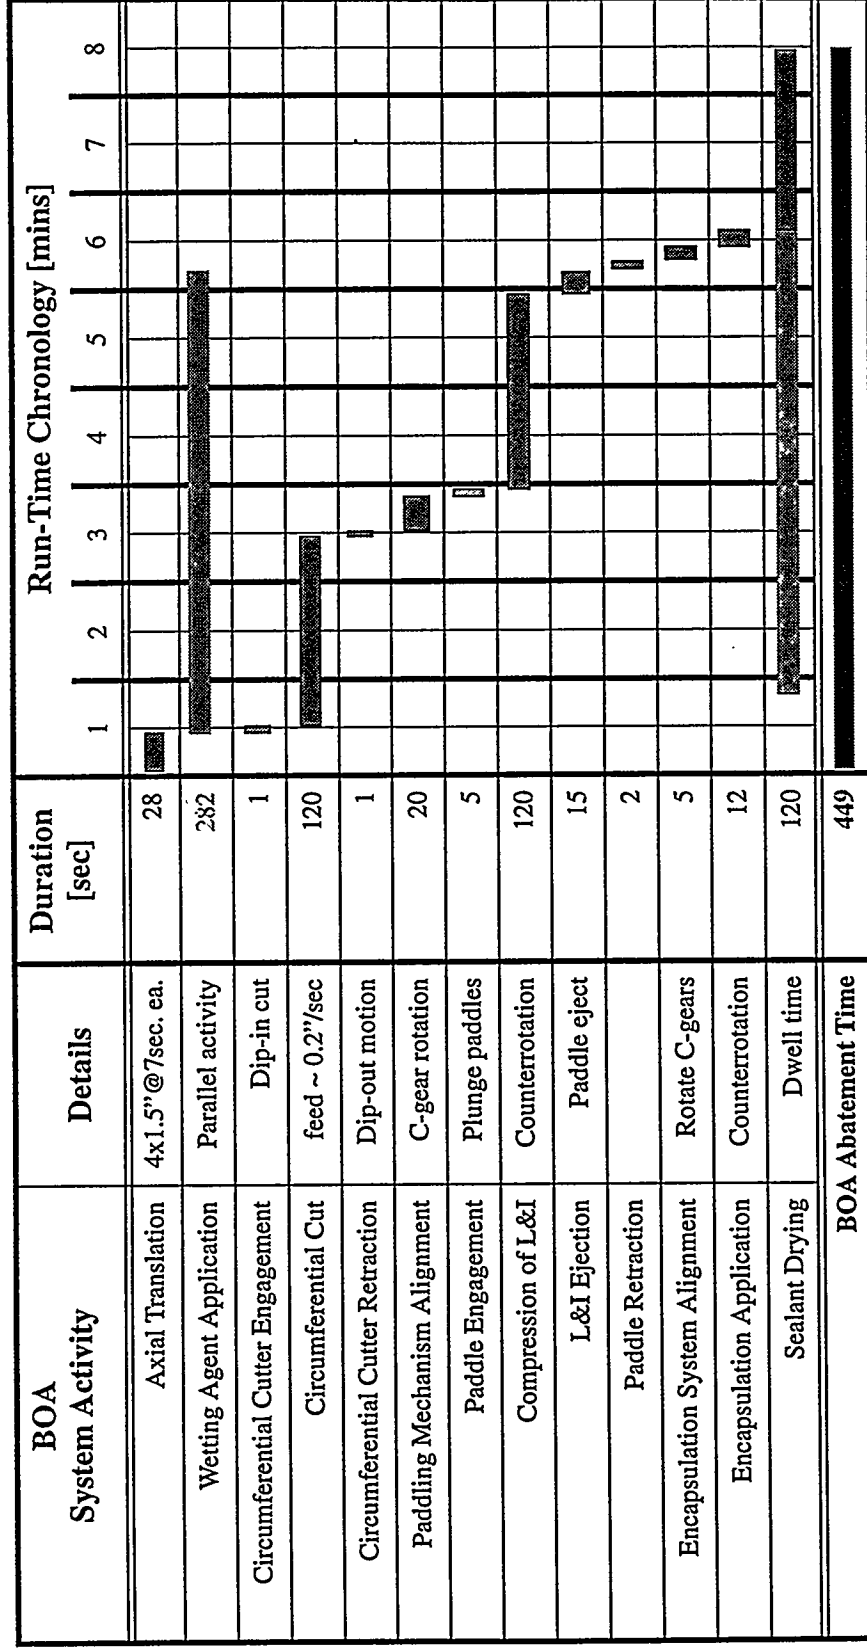 BOA System Activity Details Duration [sec] Run-Time Chronology [mins]
1 2 3 4 5 6 7 8
Axial Translation 4x1.5"@7sec. ea. 28
Wetting Agent Application Parallel activity 282
Circumferential Cutter Engagement Dip-in cut 1
Circumferential Cut feed ~ 0.2"/sec 120
Circumferential Cutter Retraction Dip-out motion 1
Paddling Mechanism Alignment C-gear rotation 20
Paddle Engagement Plunge paddles 5
Compression of L&I Counterrotation 120
L&I Ejection Paddle eject 15
Paddle Retraction 2
Encapsulation System Alignment Rotate C-gears 5
Encapsulation Application Counterrotation 12
Sealant Drying Dwell time 120
BOA Abatement Time 449